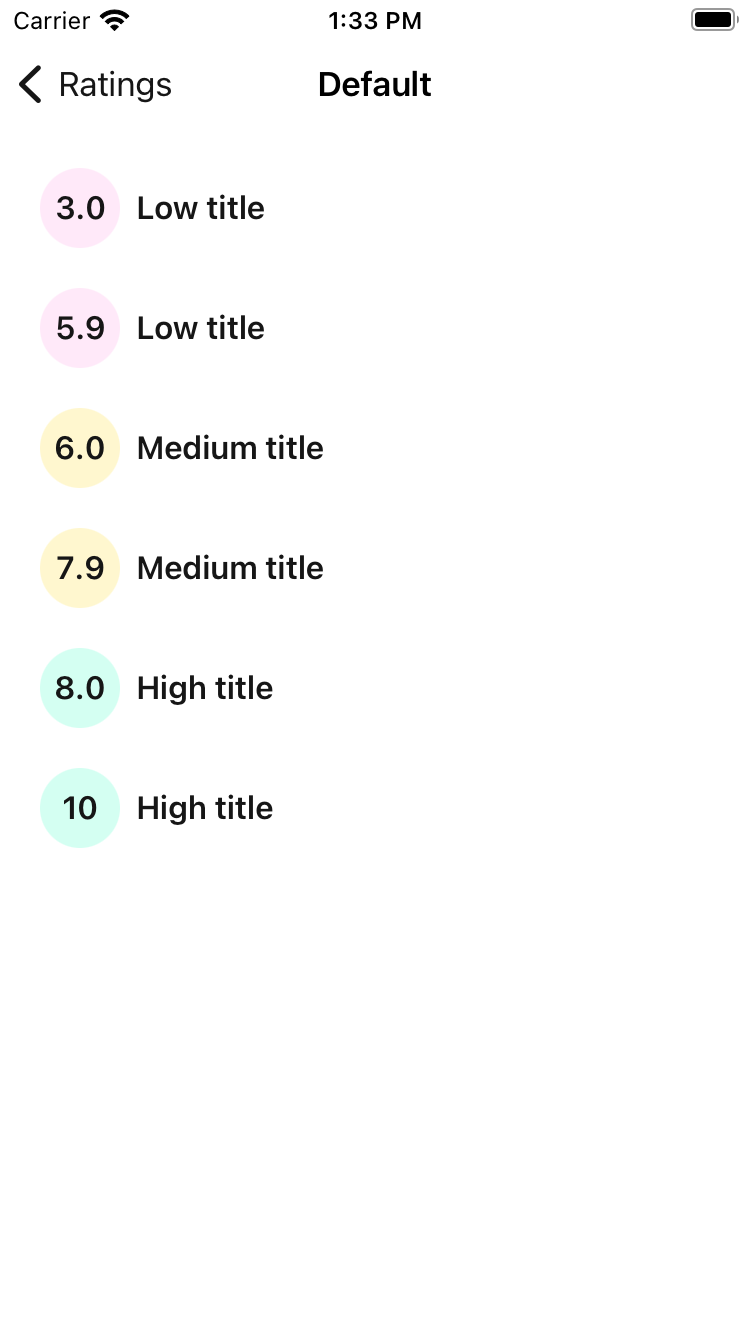 Carrier 1:33 PM
Ratings Default
3.0 Low title
5.9 Low title
6.0 Medium title
7.9 Medium title
8.0 High title
10 High title